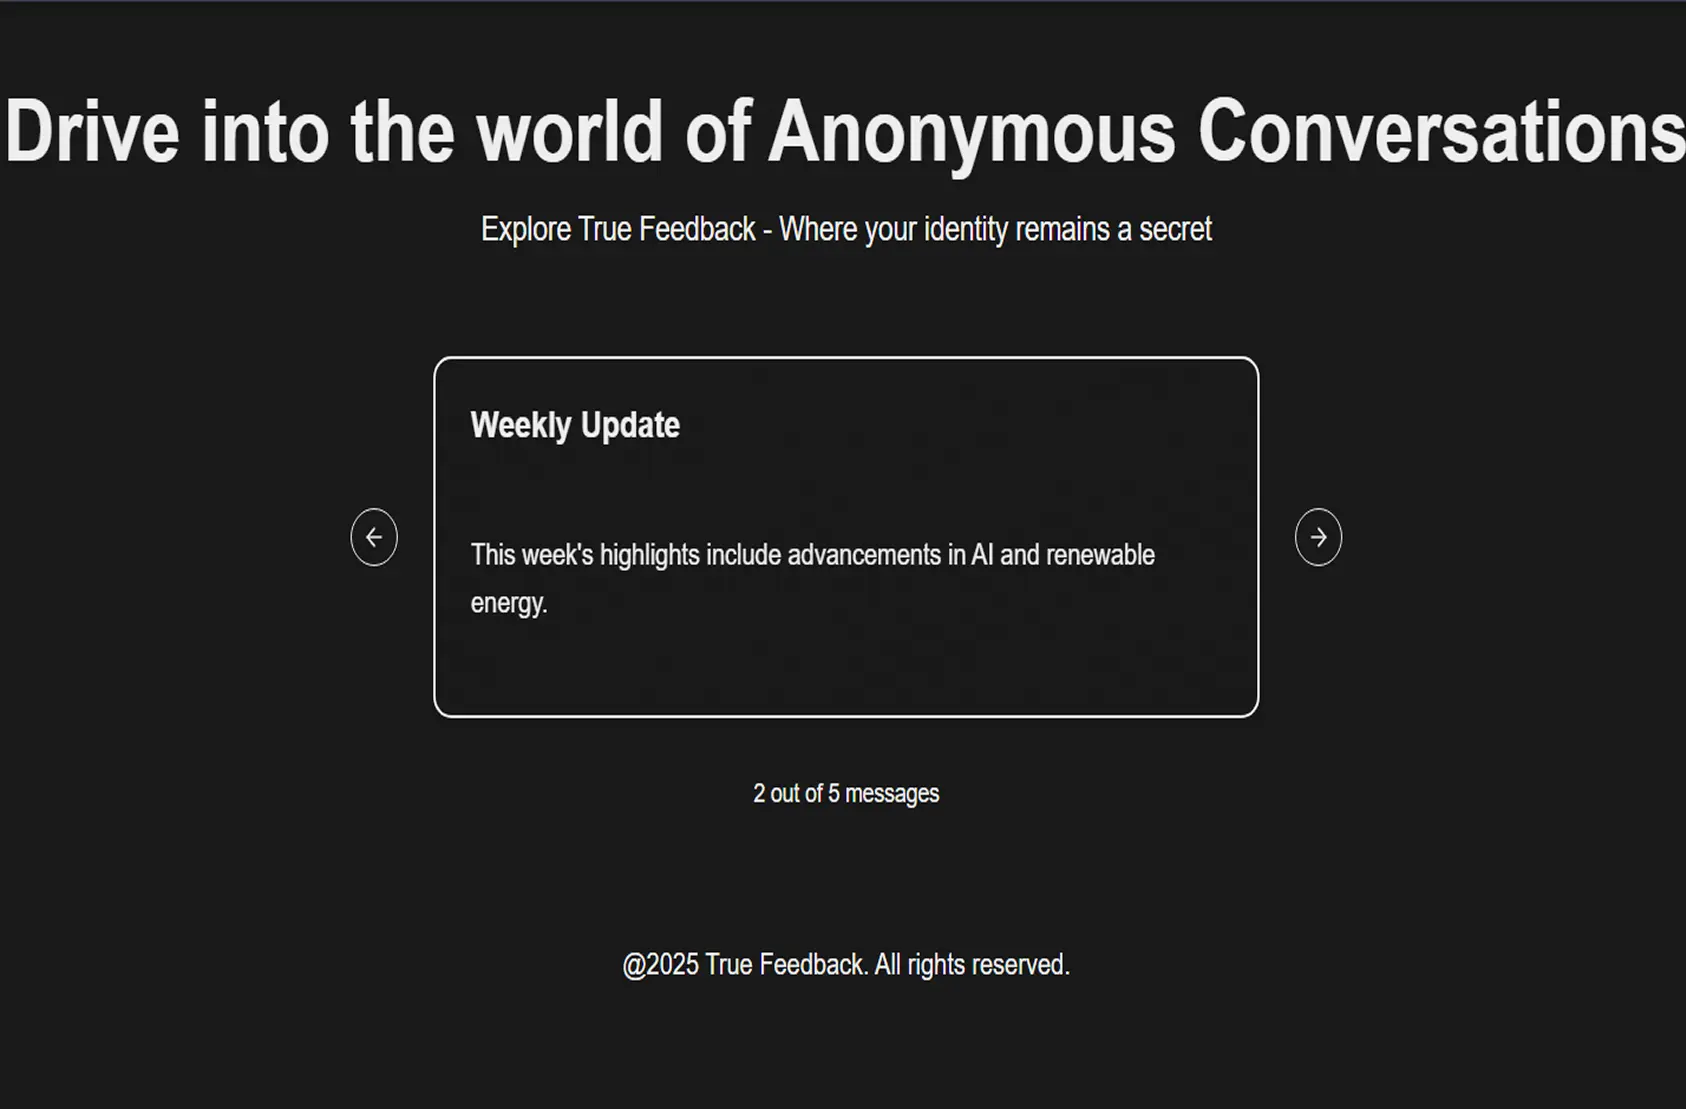 Drive into the world of Anonymous Conversations
Explore True Feedback - Where your identity remains a secret
Weekly Update
This week's highlights include advancements in AI and renewable
energy.
2 out of 5 messages
@2025 True Feedback. All rights reserved.